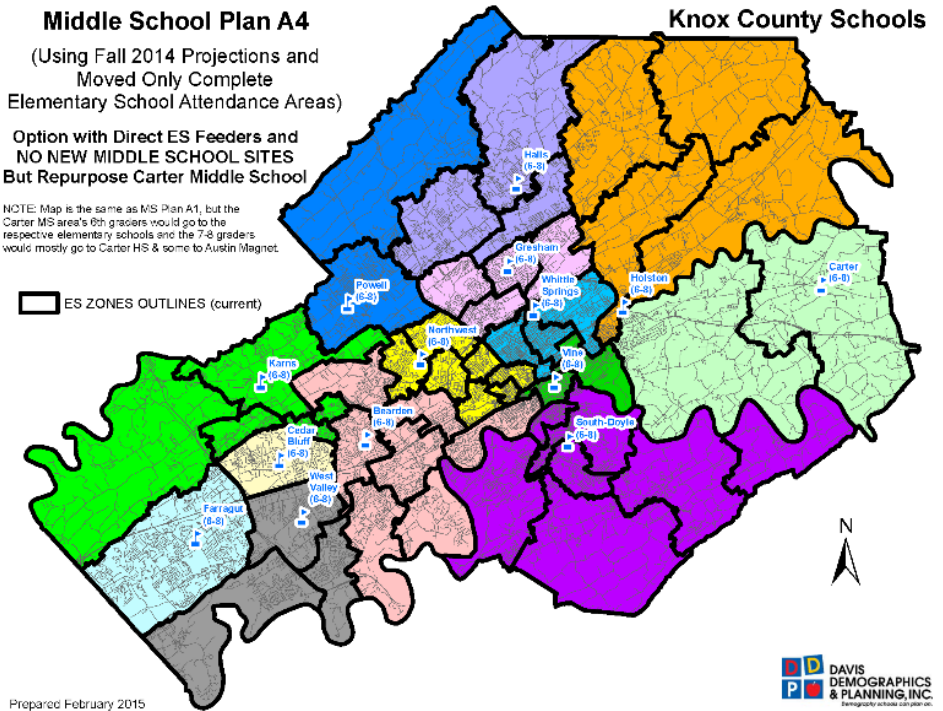 Middle School Plan A4
Knox County Schools
(Using Fall 2014 Projections and
Moved Only Complete
Elementary School Attendance Areas)
Option with Direct ES Feeders and
NO NEW MIDDLE SCHOOL SITES
But Repurpose Carter Middle School
NOTE: Map is the same as MS Plan A1, but the
Carter MS area's 6th graders would go to the
respective elementary schools and the 7-8 graders
would mostly go to Carter HS & some to Austin Magnet.
ES ZONES OUTLINES (current)
Halls
(6-8)
Gresham
(6-8)
Carter
(6-8)
Whittle
Springs
(6-8)
Holston
(6-8)
Powell
(6-8)
Northwest
(6-8)
Vine
(6-8)
Karns
(6-8)
Bearden
(6-8)
South-Doyle
(6-8)
Cedar
Bluff
(6-8)
West
Valley
(6-8)
Farragut
(6-8)
N
DDP
DAVIS
DEMOGRAPHICS
& PLANNING, INC.
Demography schools can plan on.
Prepared February 2015